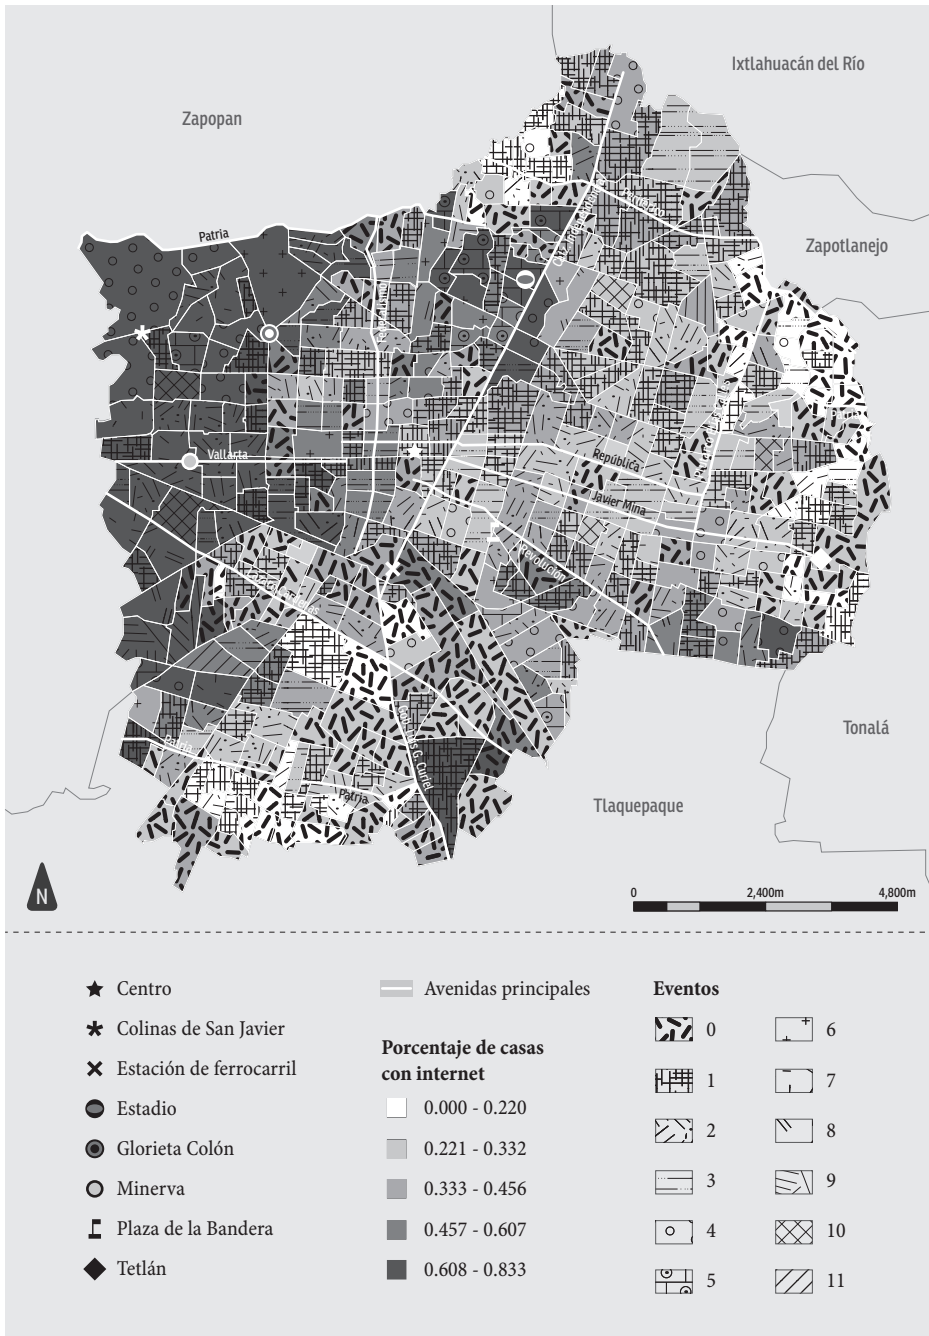 Ixtlahuacán del Río
Zapopan
Patria
Zapotlanejo
República
Vallarta
Javier Mina
Revolución
Tonalá
Patria
Patria
Tlaquepaque
N
0 2,400m 4,800m
Centro
Colinas de San Javier
Estación de ferrocarril
Estadio
Glorieta Colón
Minerva
Plaza de la Bandera
Tetlán
Avenidas principales
Porcentaje de casas
con internet
0.000 - 0.220
0.221 - 0.332
0.333 - 0.456
0.457 - 0.607
0.608 - 0.833
Eventos
0
1
2
3
4
5
6
7
8
9
10
11